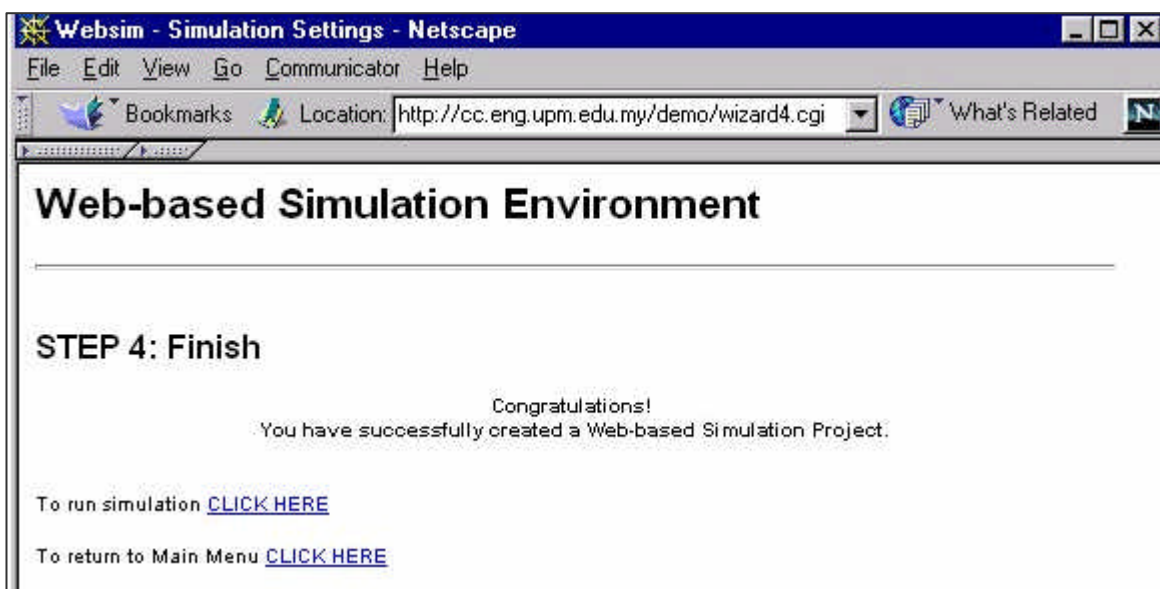 Websim - Simulation Settings - Netscape
File Edit View Go Communicator Help
Bookmarks Location: http://cc.eng.upm.edu.my/demo/wizard4.cgi What's Related N
Web-based Simulation Environment
STEP 4: Finish
Congratulations!
You have successfully created a Web-based Simulation Project.
To run simulation CLICK HERE
To return to Main Menu CLICK HERE